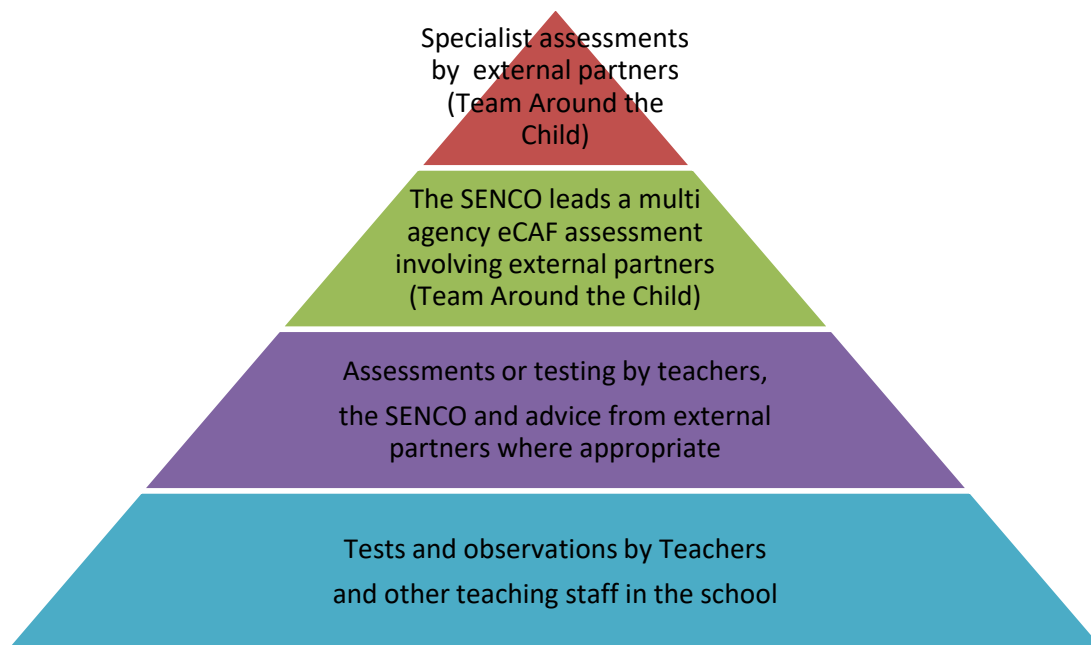 Specialist assessments
by external partners
(Team Around the
Child)
The SENCO leads a multi
agency eCAF assessment
involving external partners
(Team Around the Child)
Assessments or testing by teachers,
the SENCO and advice from external
partners where appropriate
Tests and observations by Teachers
and other teaching staff in the school